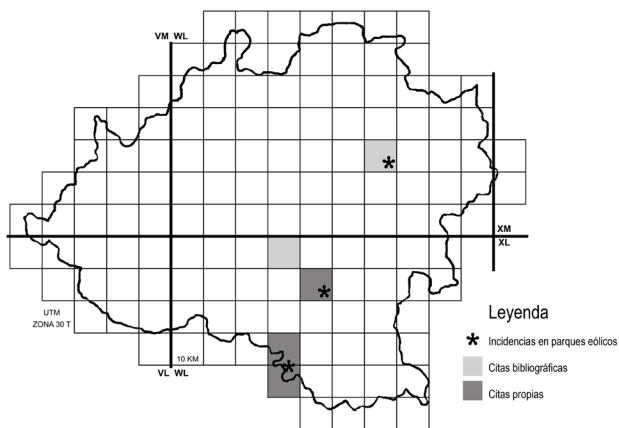 VM WL
XM
XL
UTM
ZONA 30 T
10 KM
VL WL
Leyenda
* Incidencias en parques eólicos
Citas bibliográficas
Citas propias